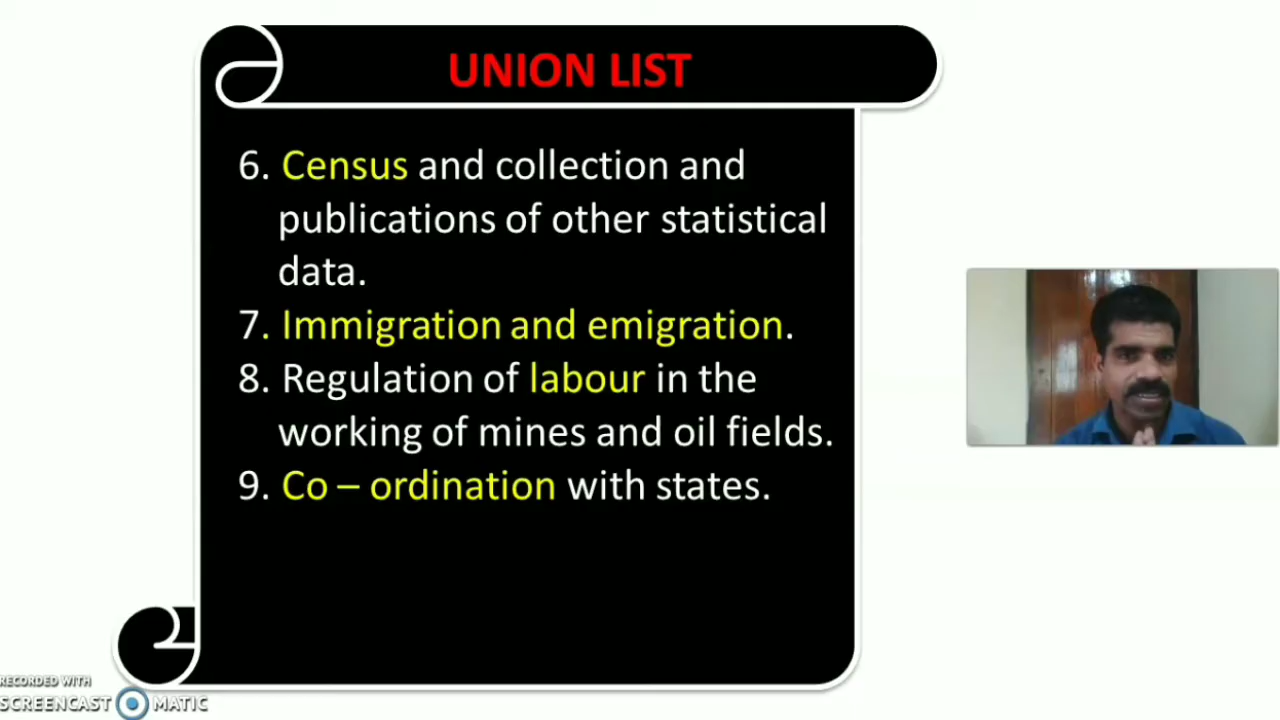 UNION LIST
6. Census and collection and
publications of other statistical
data.
7. Immigration and emigration.
8. Regulation of labour in the
working of mines and oil fields.
9. Co – ordination with states.
RECORDED WITH
SCREENCAST MATIC